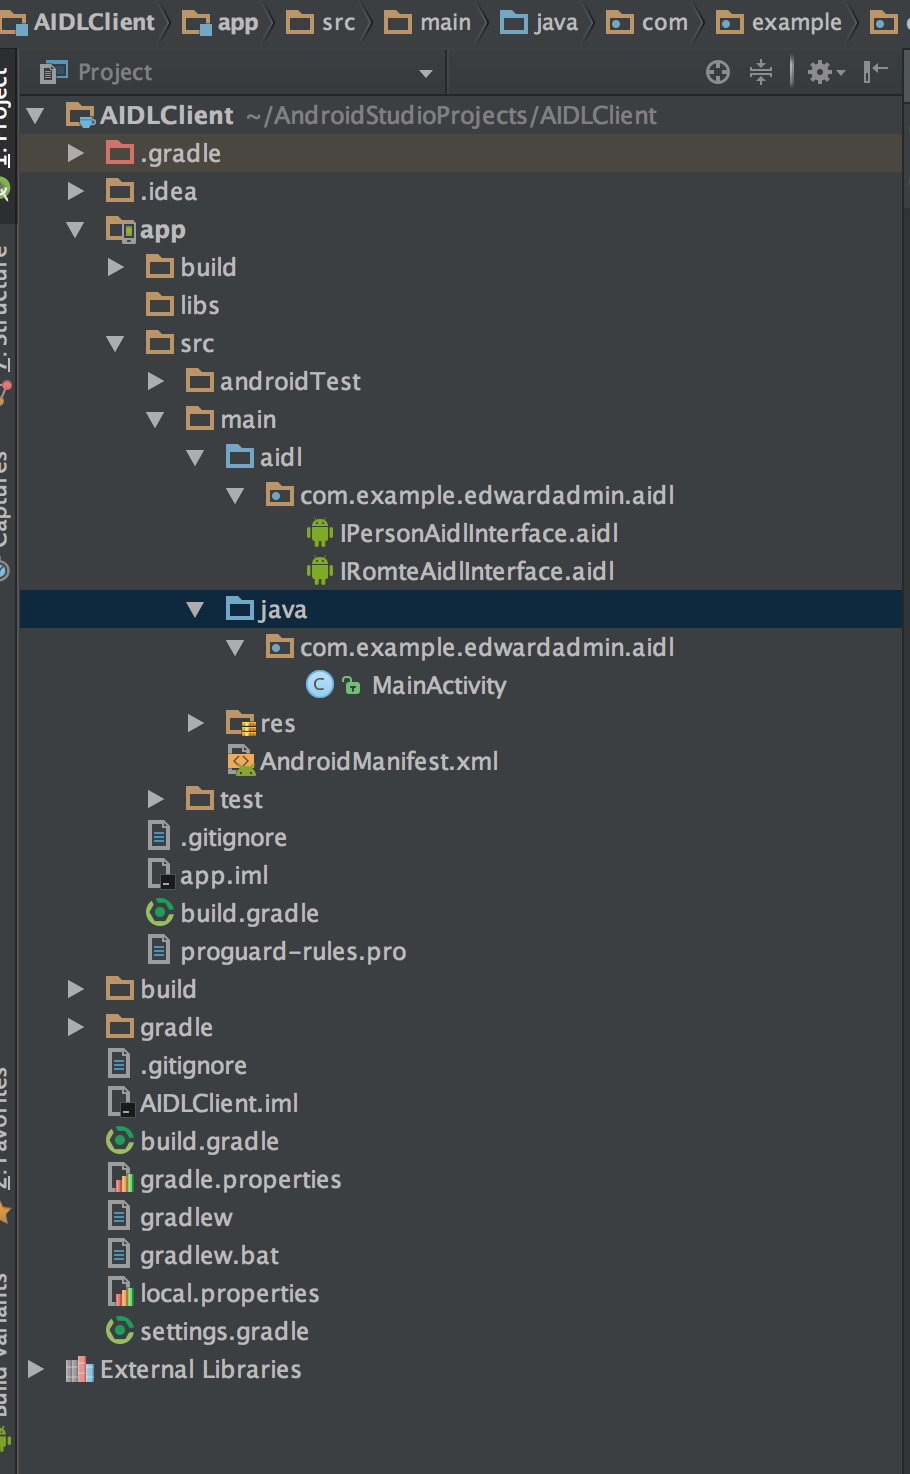 AIDLClient app src main java com example
1: Project
Project
AIDLClient ~/AndroidStudioProjects/AIDLClient
.gradle
.idea
app
build
libs
src
androidTest
main
aidl
com.example.edwardadmin.aidl
IPersonAidlInterface.aidl
IRomteAidlInterface.aidl
java
com.example.edwardadmin.aidl
MainActivity
res
AndroidManifest.xml
test
.gitignore
app.iml
build.gradle
proguard-rules.pro
build
gradle
.gitignore
AIDLClient.iml
build.gradle
gradle.properties
gradlew
gradlew.bat
local.properties
settings.gradle
External Libraries
7: Structure
Captures
2: Favorites
Build Variants